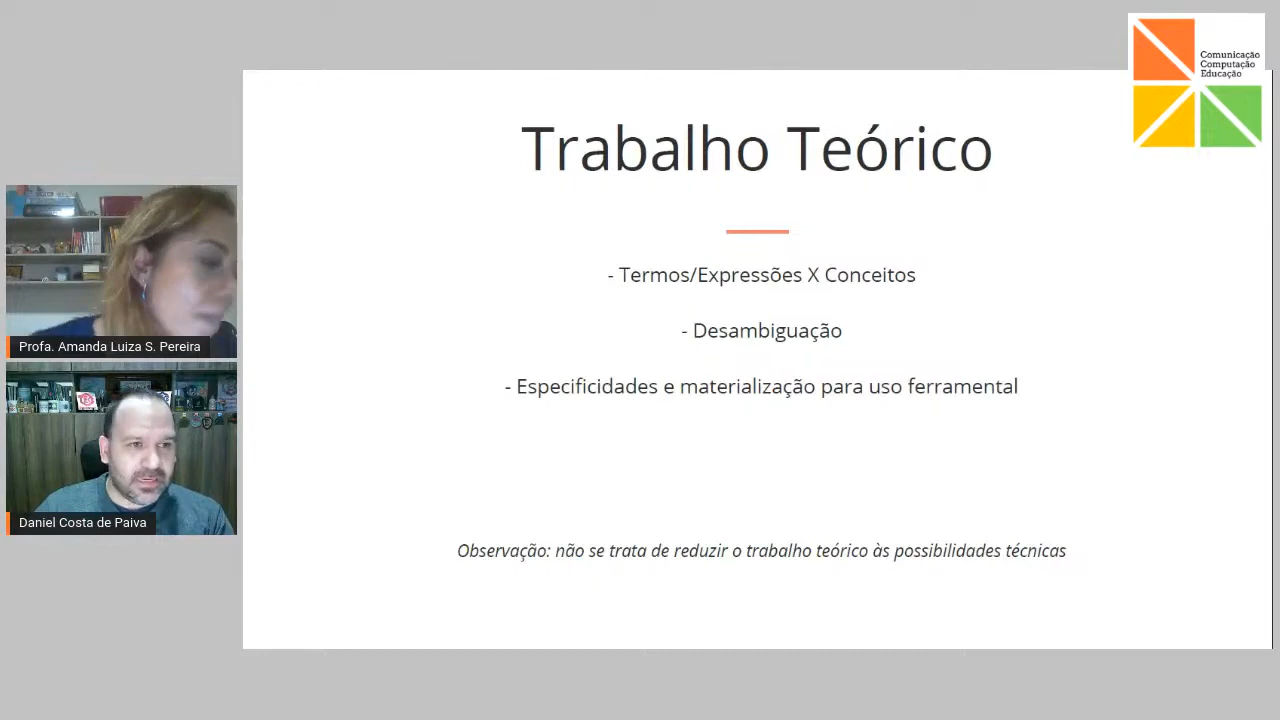 Comunicação
Computação
Educação
Trabalho Teórico
- Termos/Expressões X Conceitos
- Desambiguação
- Especificidades e materialização para uso ferramental
Observação: não se trata de reduzir o trabalho teórico às possibilidades técnicas
Profa. Amanda Luiza S. Pereira
Daniel Costa de Paiva